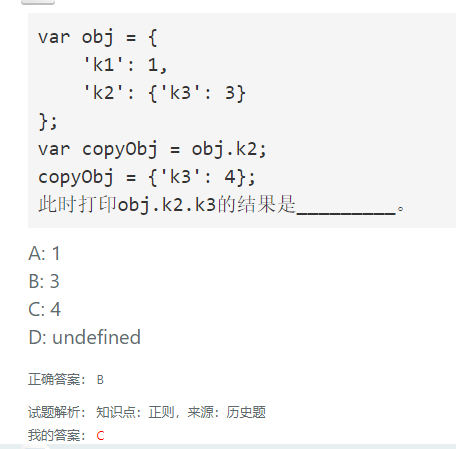 var obj = {
    'k1': 1,
    'k2': {'k3': 3}
};
var copyObj = obj.k2;
copyObj = {'k3': 4};
此时打印obj.k2.k3的结果是_________。
A: 1
B: 3
C: 4
D: undefined
正确答案: B
试题解析: 知识点: 正则, 来源: 历史题
我的答案: C